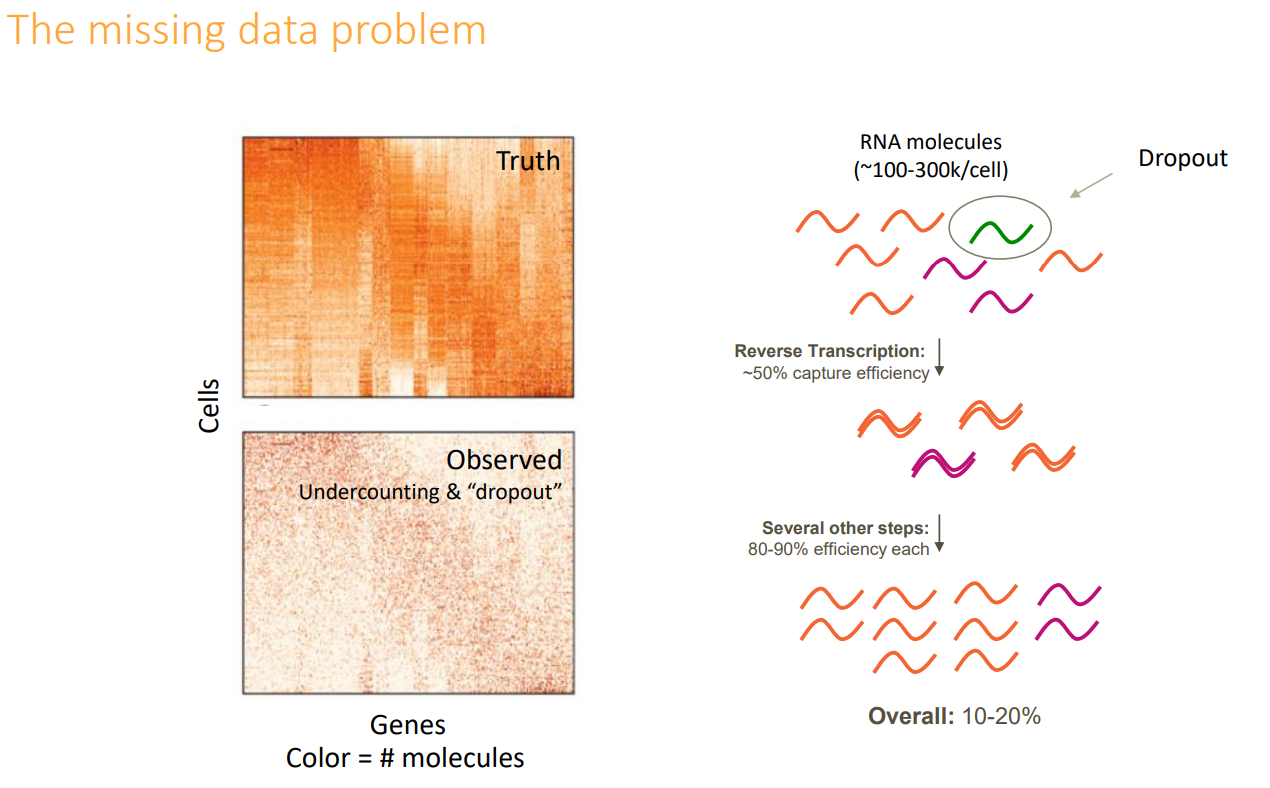 The missing data problem
Truth
Cells
Observed
Undercounting & “dropout”
Genes
Color = # molecules
RNA molecules
(~100-300k/cell)
Dropout
Reverse Transcription:
~50% capture efficiency
Several other steps:
80-90% efficiency each
Overall: 10-20%